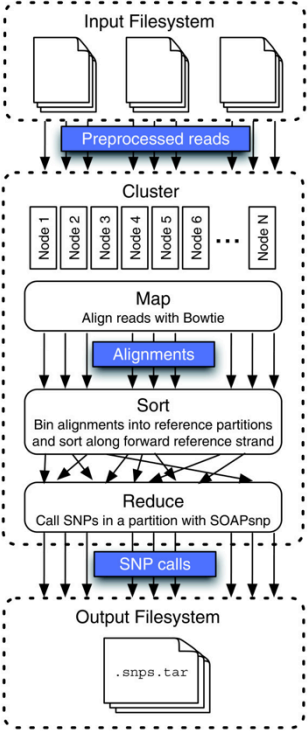 Input Filesystem
Preprocessed reads
Cluster
Node 1
Node 2
Node 3
Node 4
Node 5
Node 6
...
Node N
Map
Align reads with Bowtie
Alignments
Sort
Bin alignments into reference partitions
and sort along forward reference strand
Reduce
Call SNPs in a partition with SOAPsnp
SNP calls
Output Filesystem
.snps.tar